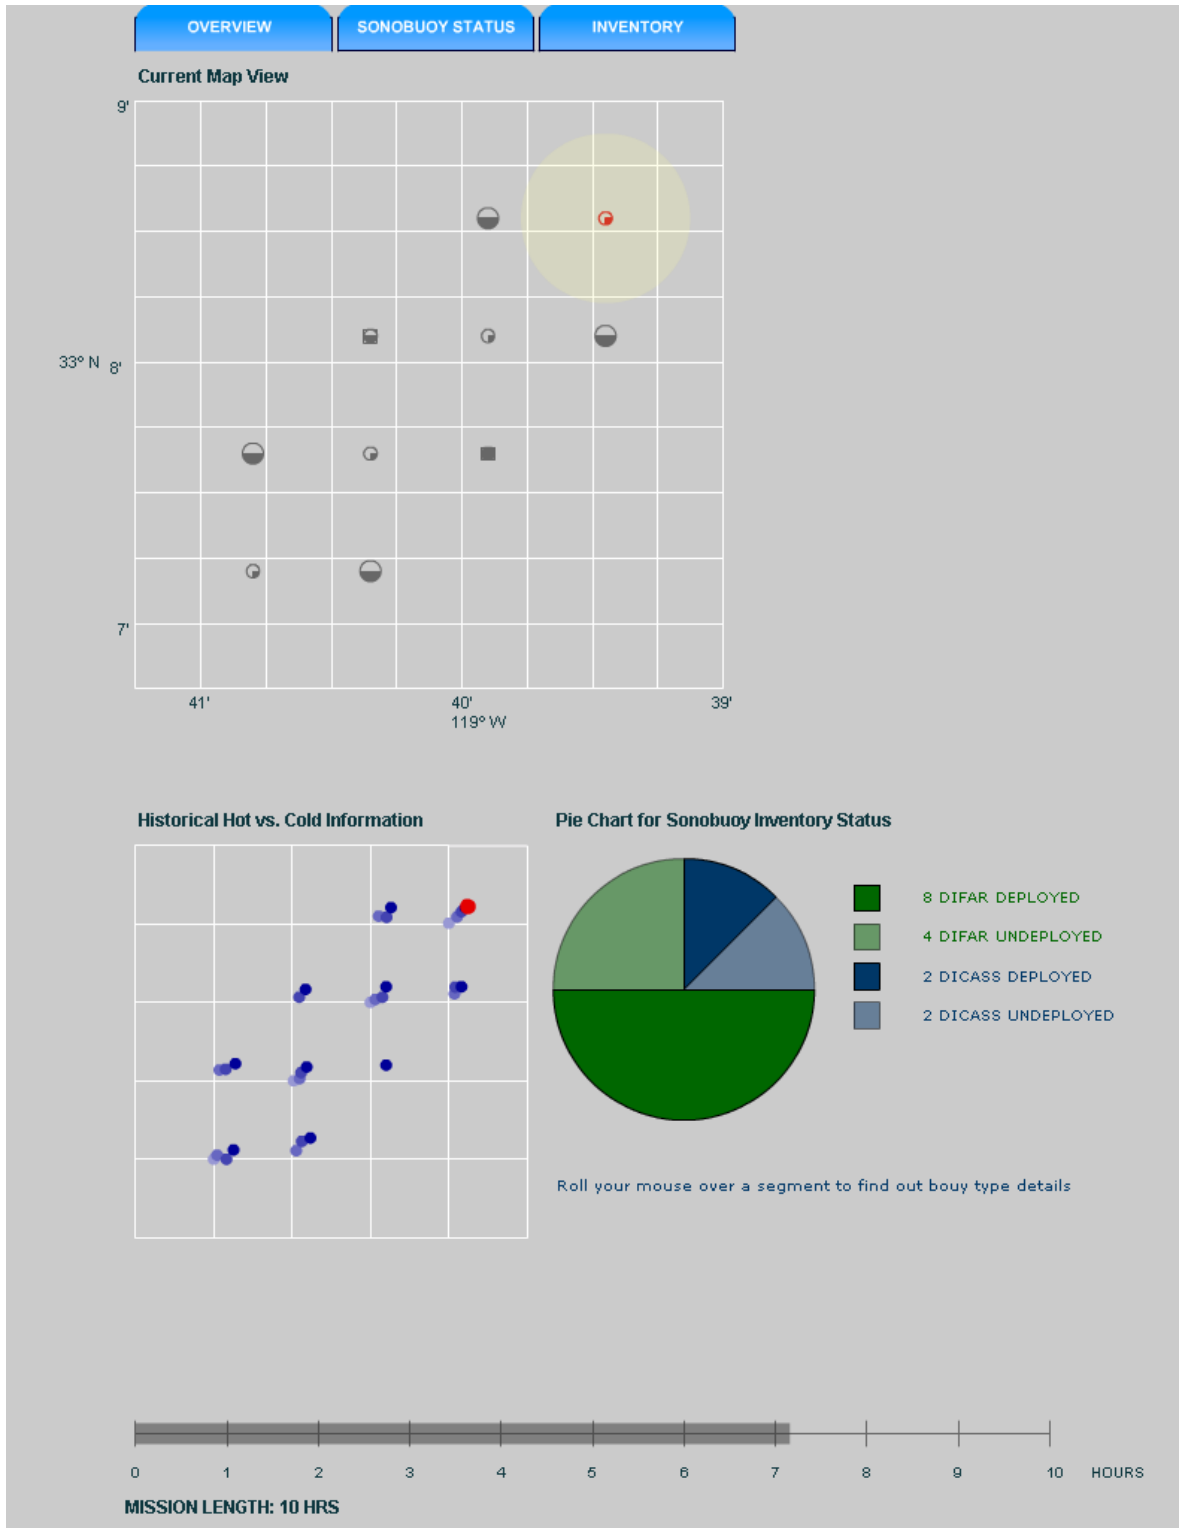 OVERVIEW SONOBUOY STATUS INVENTORY
Current Map View
9'
33° N 8'
7'
41' 40' 39'
119° W
Historical Hot vs. Cold Information
Pie Chart for Sonobuoy Inventory Status
8 DIFAR DEPLOYED
4 DIFAR UNDEPLOYED
2 DICASS DEPLOYED
2 DICASS UNDEPLOYED
Roll your mouse over a segment to find out bouy type details
0 1 2 3 4 5 6 7 8 9 10 HOURS
MISSION LENGTH: 10 HRS